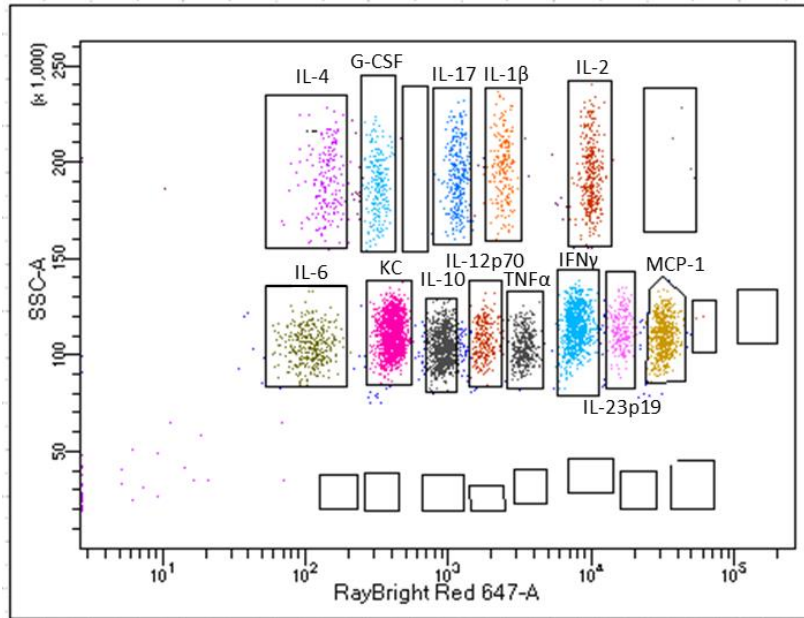 (x 1,000)
SSC-A
250
200
150
100
50
IL-4
G-CSF
IL-17
IL-1β
IL-2
IL-6
KC
IL-10
IL-12p70
TNFα
IFNγ
MCP-1
IL-23p19
10¹ 10² 10³ 10⁴ 10⁵
RayBright Red 647-A